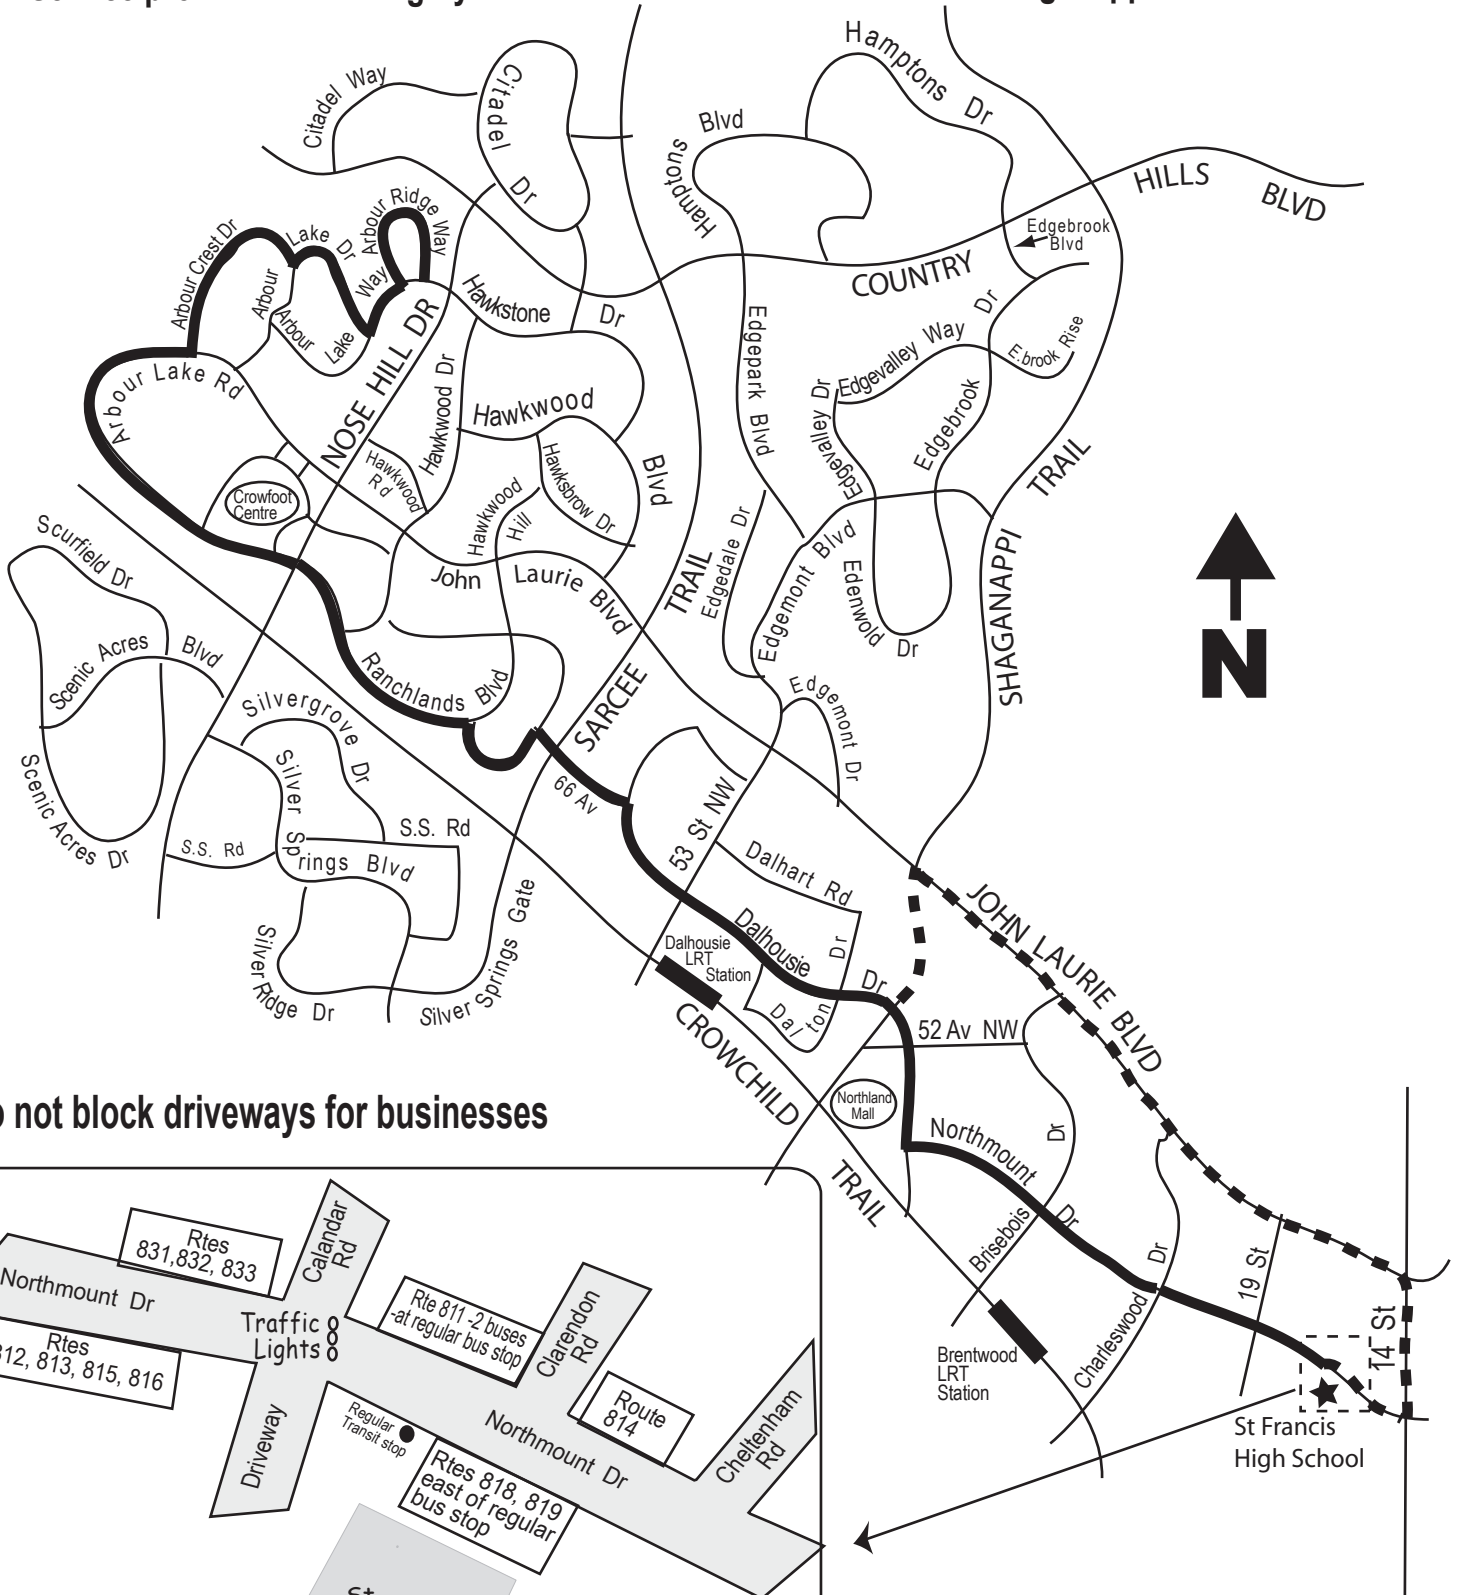 Hamptons Dr
Citadel Way
Citadel Dr
Hamptons Blvd
HILLS BLVD
COUNTRY
Edgebrook
Blvd
Arbour Ridge Way
Lake Dr
Arbour Crest Dr
Way
Arbour
Arbour
Lake
Arbour Lake Rd
NOSE HILL DR
Hawkstone Dr
Hawkwood Dr
Hawkwood
Blvd
Hawkwood
Rd
Hawkwood
Hill
Hawksbrow Dr
Edgepark Blvd
Edgevalley Way
Dr
E.brook Rise
Edgevalley Dr
Edgevalley
Edgebrook
TRAIL
SHAGANAPPI
Crowfoot
Centre
John Laurie Blvd
TRAIL
SARCEE
Edgedale Dr
Edgemont Blvd
Edenwold Dr
Edgemont Dr
N
Scurfield Dr
Scenic Acres Blvd
Scenic Acres Dr
Ranchlands Blvd
Silvergrove Dr
Silver Springs Blvd
S.S. Rd
S.S. Rd
Silver Ridge Dr
Silver Springs Gate
66 Av
53 St NW
Dalhart Rd
Dalhousie Dr
Dr
Dalton
Dalhousie
LRT
Station
CROWCHILD
TRAIL
52 Av NW
JOHN LAURIE BLVD
Northland
Mall
Northmount Dr
Dr
Brisebois
Dr
Charleswood
19 St
14 St
Brentwood
LRT
Station
St Francis
High School
not block driveways for businesses
Rtes
831,832, 833
Calandar
Rd
Northmount Dr
Traffic
Lights
Rtes
812, 813, 815, 816
Rte 811 -2 buses
-at regular bus stop
Clarendon
Rd
Route
814
Cheltenham
Rd
Northmount Dr
Regular
Transit stop
Driveway
Rtes 818, 819
east of regular
bus stop